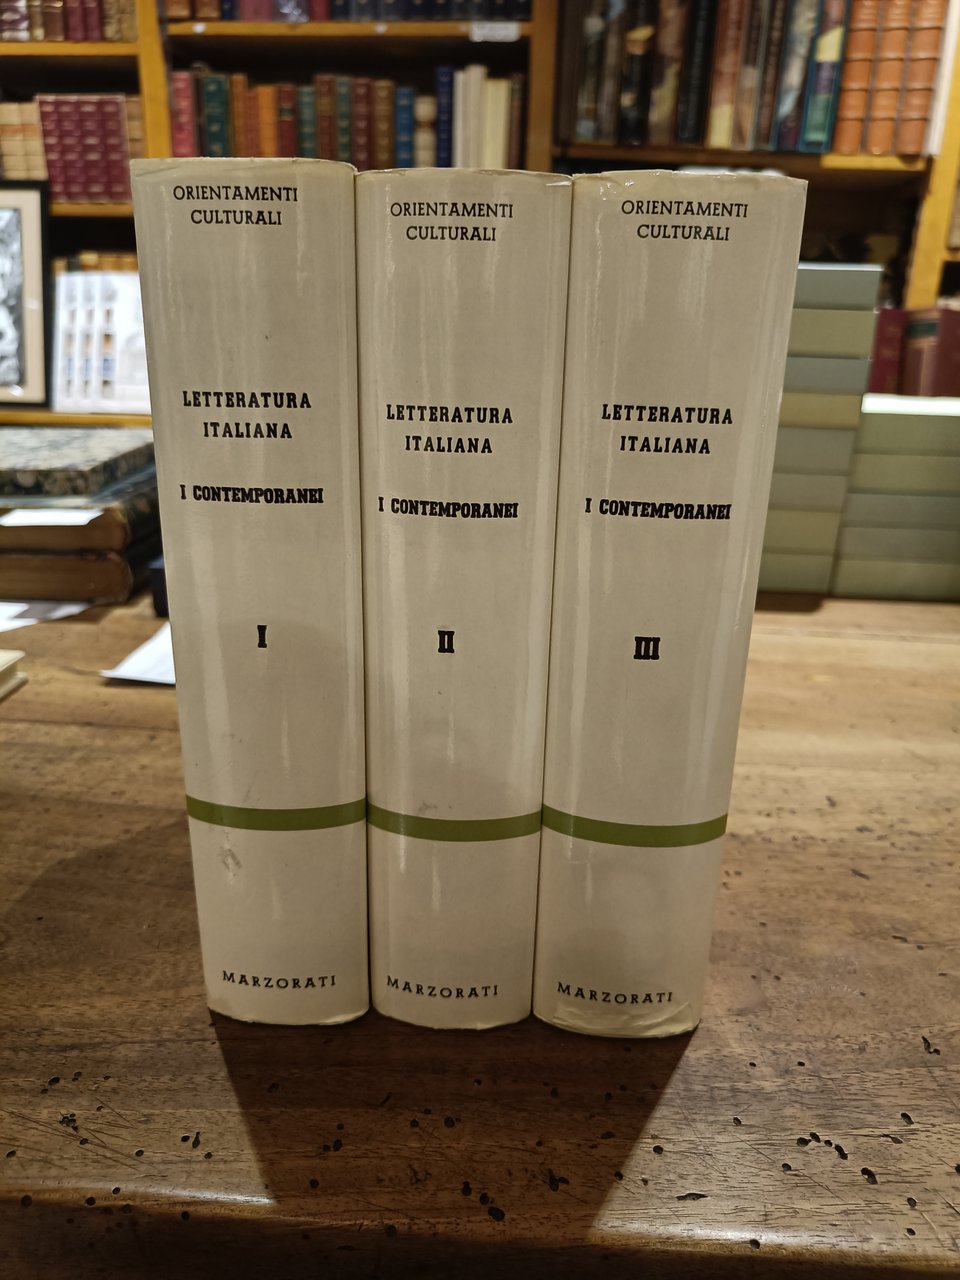 ORIENTAMENTI
CULTURALI
LETTERATURA
ITALIANA
I CONTEMPORANEI
I
MARZORATI
ORIENTAMENTI
CULTURALI
LETTERATURA
ITALIANA
I CONTEMPORANEI
II
MARZORATI
ORIENTAMENTI
CULTURALI
LETTERATURA
ITALIANA
I CONTEMPORANEI
III
MARZORATI